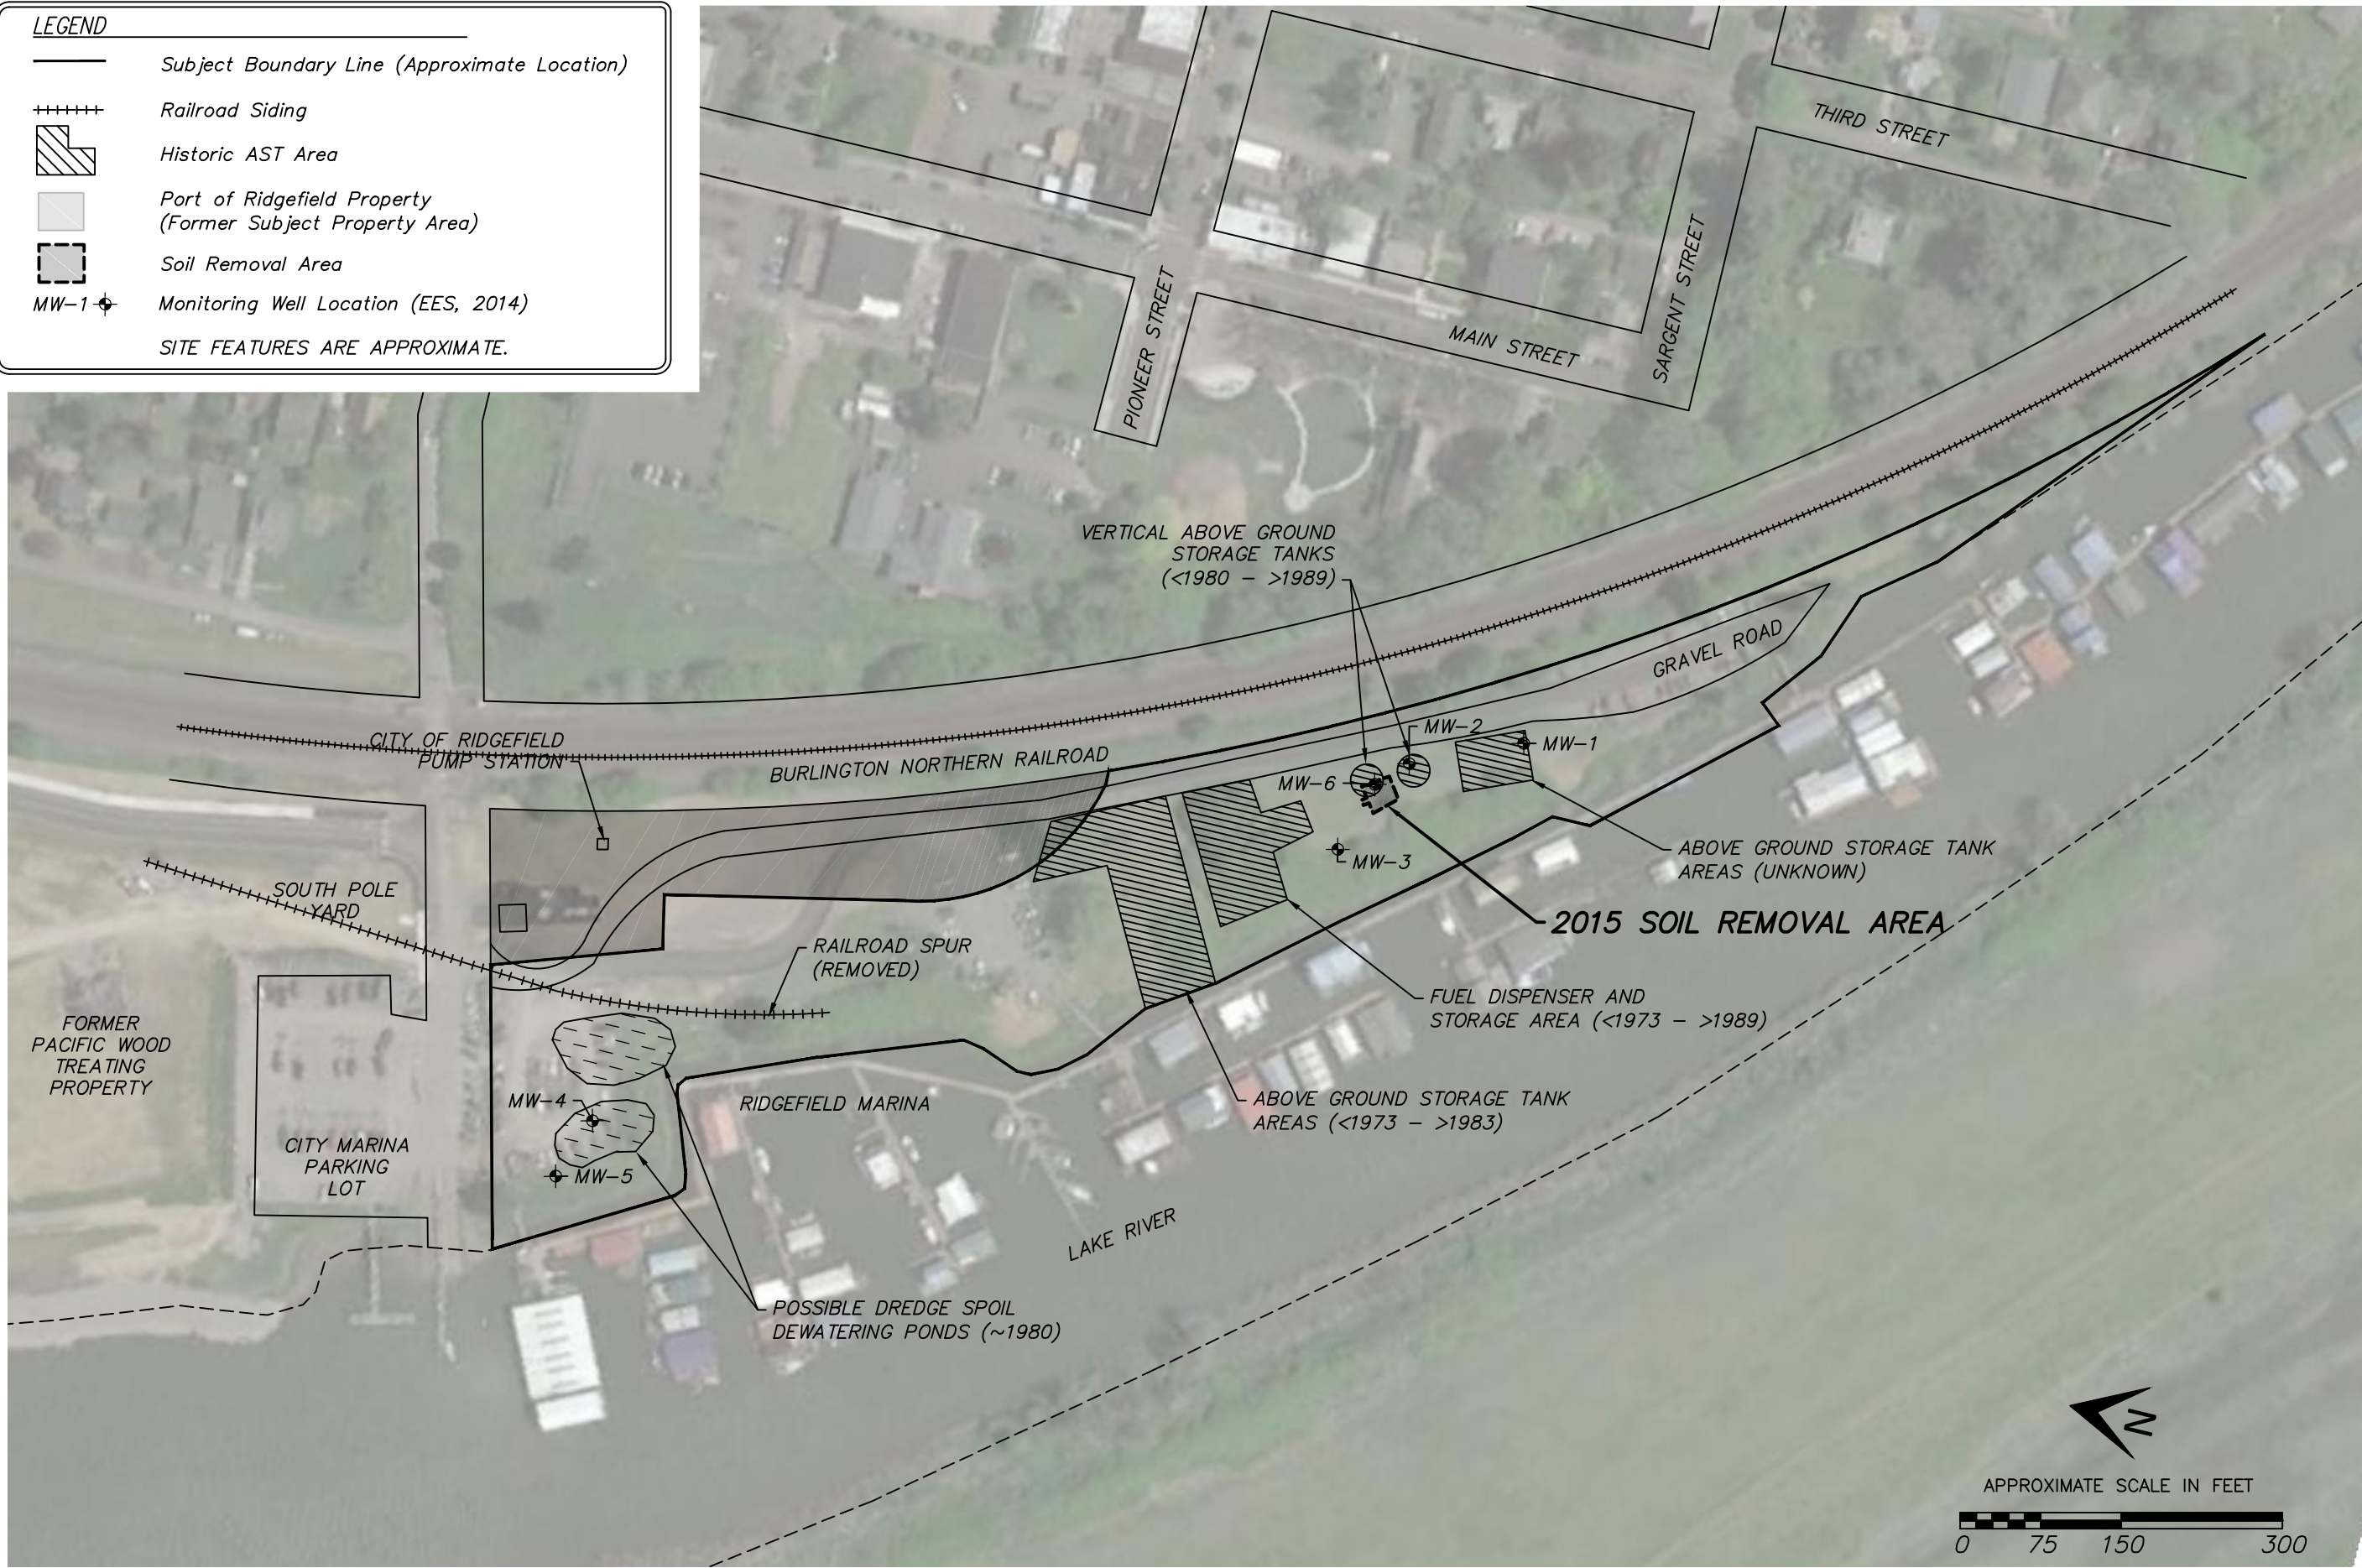 LEGEND
Subject Boundary Line (Approximate Location)
Railroad Siding
Historic AST Area
Port of Ridgefield Property
(Former Subject Property Area)
Soil Removal Area
MW-1
Monitoring Well Location (EES, 2014)
SITE FEATURES ARE APPROXIMATE.
THIRD STREET
SARGENT STREET
MAIN STREET
PIONEER STREET
VERTICAL ABOVE GROUND
STORAGE TANKS
(<1980 - >1989)
GRAVEL ROAD
CITY OF RIDGEFIELD
PUMP STATION
BURLINGTON NORTHERN RAILROAD
MW-2
MW-1
MW-6
MW-3
ABOVE GROUND STORAGE TANK
AREAS (UNKNOWN)
2015 SOIL REMOVAL AREA
SOUTH POLE
YARD
RAILROAD SPUR
(REMOVED)
FUEL DISPENSER AND
STORAGE AREA (<1973 - >1989)
FORMER
PACIFIC WOOD
TREATING
PROPERTY
MW-4
RIDGEFIELD MARINA
ABOVE GROUND STORAGE TANK
AREAS (<1973 - >1983)
CITY MARINA
PARKING
LOT
MW-5
LAKE RIVER
POSSIBLE DREDGE SPOIL
DEWATERING PONDS (~1980)
N
APPROXIMATE SCALE IN FEET
0 75 150 300